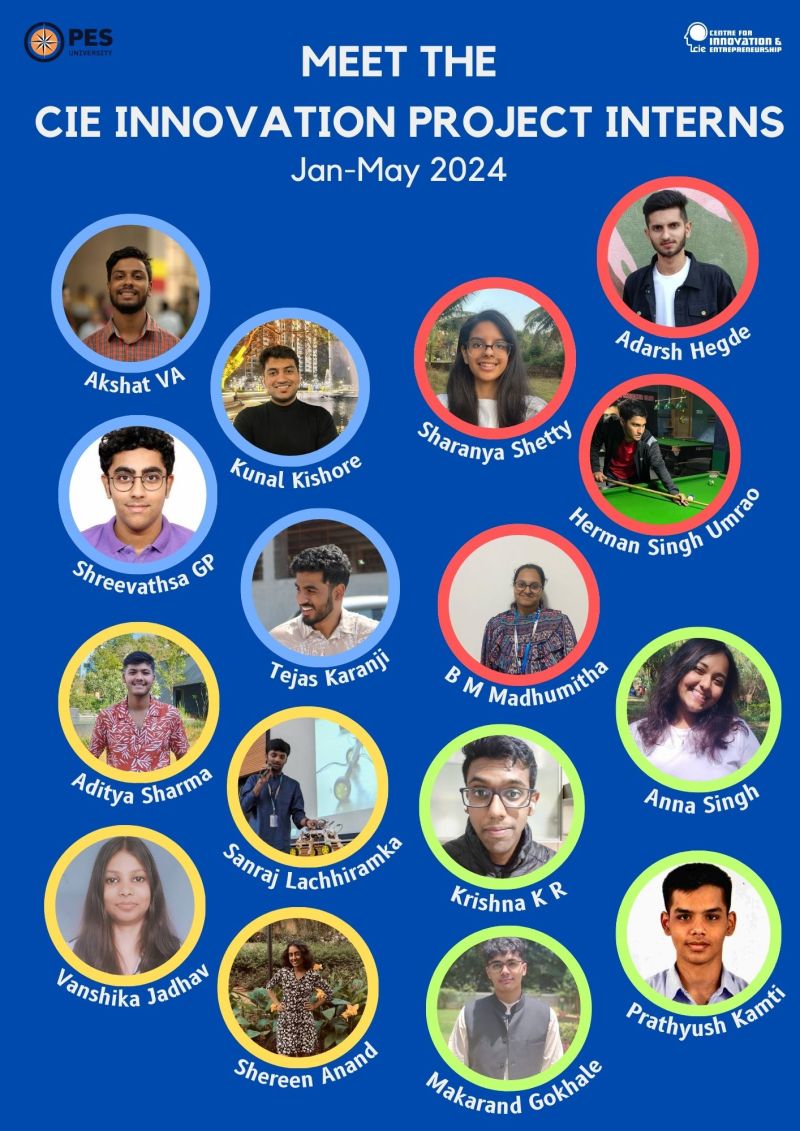 PES
UNIVERSITY
CENTRE FOR
INNOVATION &
ENTREPRENEURSHIP
cie
MEET THE
CIE INNOVATION PROJECT INTERNS
Jan-May 2024
Akshat VA
Kunal Kishore
Sharanya Shetty
Adarsh Hegde
Shreevathsa GP
Tejas Karanji
B M Madhumitha
Herman Singh Umrao
Aditya Sharma
Sanraj Lachhiramka
Krishna K R
Anna Singh
Vanshika Jadhav
Shereen Anand
Makarand Gokhale
Prathyush Kamti